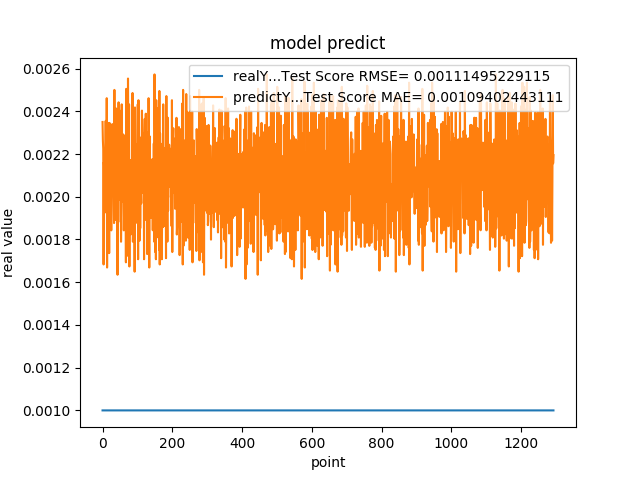 model predict
realY...Test Score RMSE= 0.00111495229115
predictY...Test Score MAE= 0.00109402443111
0.0026
0.0024
0.0022
0.0020
0.0018
0.0016
0.0014
0.0012
0.0010
real value
0 200 400 600 800 1000 1200
point